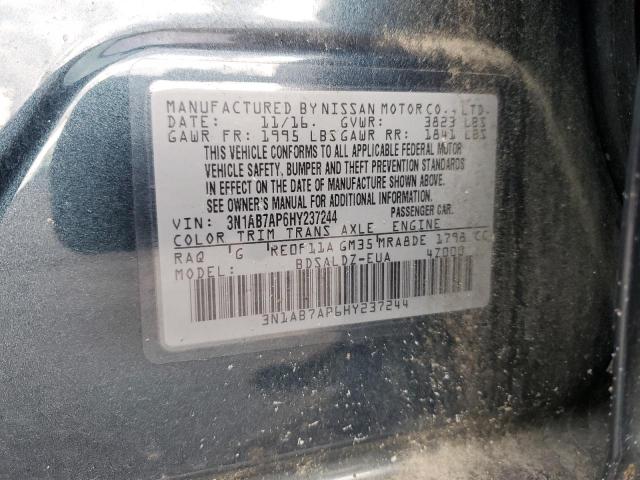 MANUFACTURED BY NISSAN MOTOR CO., LTD.
DATE: 11/16. GVWR: 3823 LBS
GAWR FR: 1995 LBS GAWR RR: 1841 LBS
THIS VEHICLE CONFORMS TO ALL APPLICABLE FEDERAL MOTOR
VEHICLE SAFETY, BUMPER AND THEFT PREVENTION STANDARDS
IN EFFECT ON THE DATE OF MANUFACTURE SHOWN ABOVE.
SEE OWNER'S MANUAL FOR ADDITIONAL INFORMATION.
VIN: 3N1AB7AP6HY237244 PASSENGER CAR.
COLOR TRIM TRANS AXLE ENGINE
RAQ G RE0F11A GM35 MRA8DE 1798 CC
MODEL: BDSALDZ-EUA 47000
3N1AB7AP6HY237244